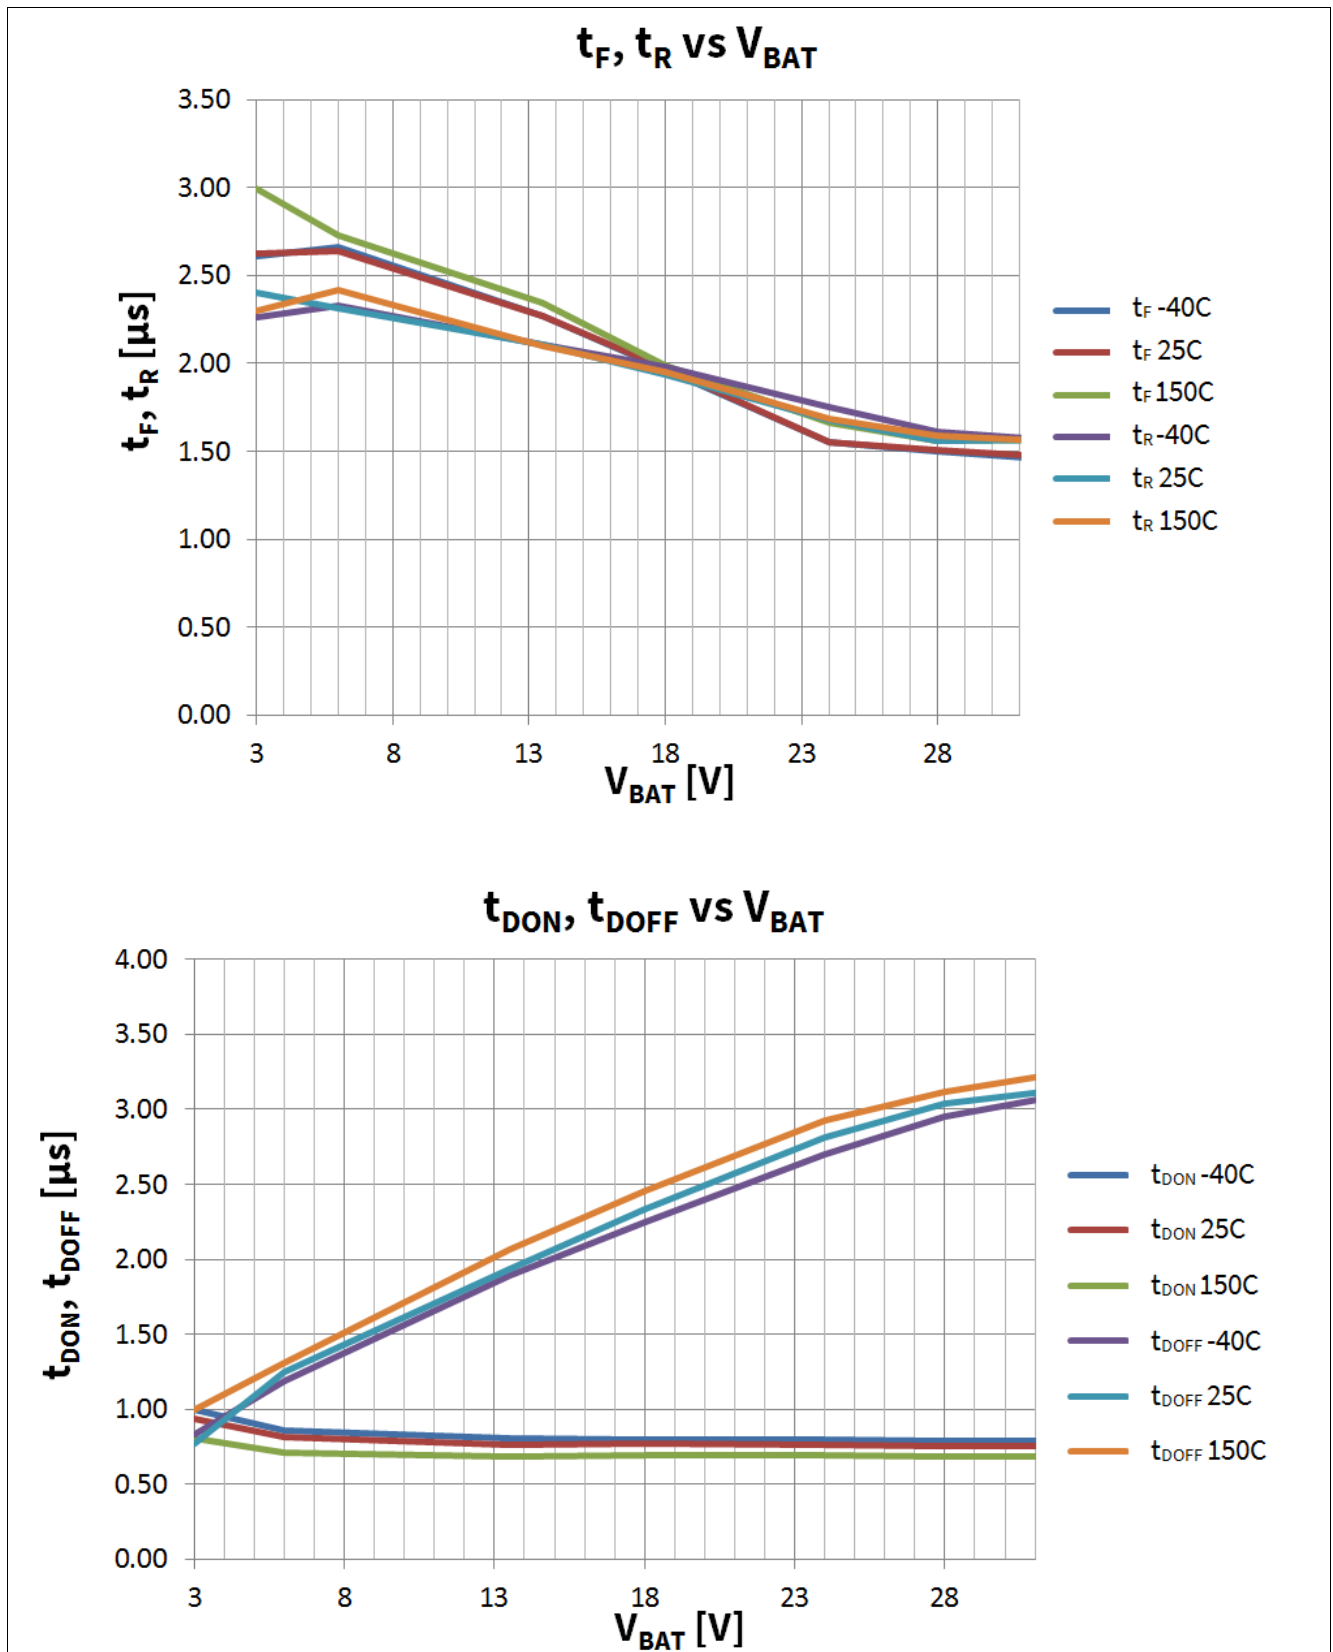 tF, tR vs VBAT
3.50
3.00
2.50
2.00
1.50
1.00
0.50
0.00
tF, tR [µs]
3 8 13 18 23 28
VBAT [V]
tF -40C
tF 25C
tF 150C
tR -40C
tR 25C
tR 150C
tDON, tDOFF vs VBAT
4.00
3.50
3.00
2.50
2.00
1.50
1.00
0.50
0.00
tDON, tDOFF [µs]
3 8 13 18 23 28
VBAT [V]
tDON -40C
tDON 25C
tDON 150C
tDOFF -40C
tDOFF 25C
tDOFF 150C